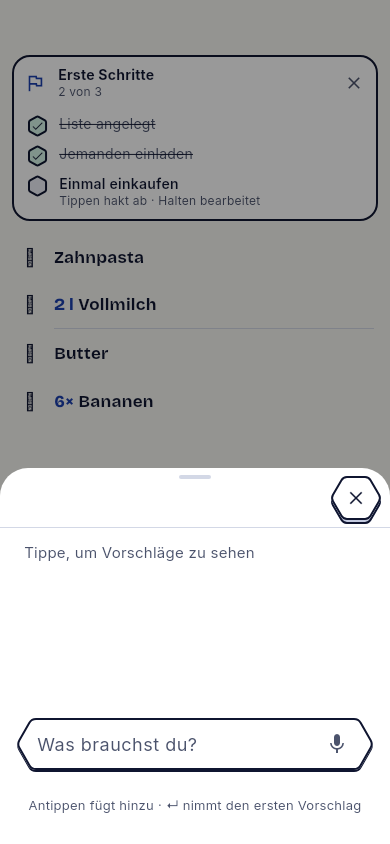 Erste Schritte
2 von 3
Liste angelegt
Jemanden einladen
Einmal einkaufen
Tippen hakt ab · Halten bearbeitet
Zahnpasta
2 l Vollmilch
Butter
6× Bananen
Tippe, um Vorschläge zu sehen
Was brauchst du?
Antippen fügt hinzu · ↵ nimmt den ersten Vorschlag